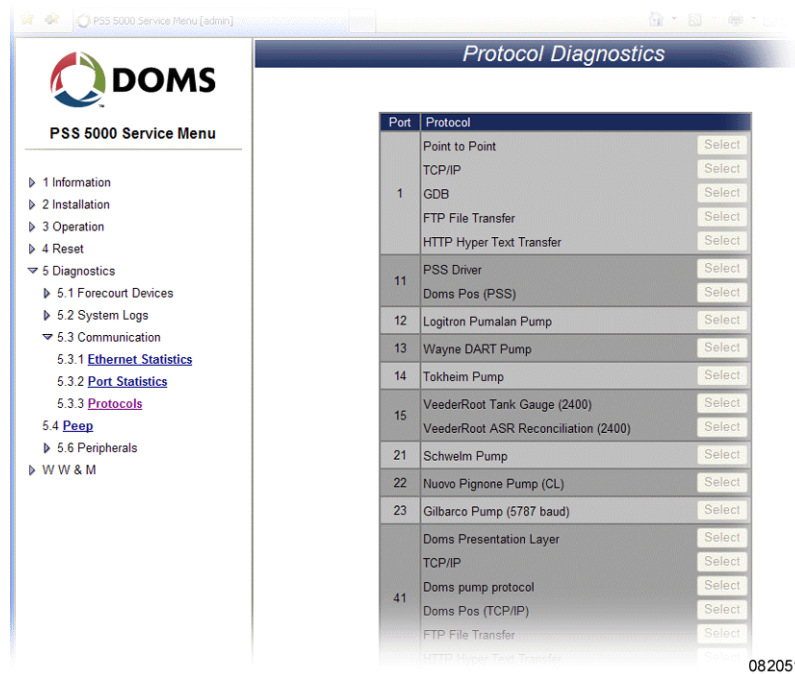 PSS 5000 Service Menu [admin]
DOMS
PSS 5000 Service Menu
1 Information
2 Installation
3 Operation
4 Reset
5 Diagnostics
5.1 Forecourt Devices
5.2 System Logs
5.3 Communication
5.3.1 Ethernet Statistics
5.3.2 Port Statistics
5.3.3 Protocols
5.4 Peep
5.6 Peripherals
W W & M
Protocol Diagnostics
Port Protocol
1
Point to Point Select
TCP/IP Select
GDB Select
FTP File Transfer Select
HTTP Hyper Text Transfer Select
11
PSS Driver Select
Doms Pos (PSS) Select
12 Logitron Pumalan Pump Select
13 Wayne DART Pump Select
14 Tokheim Pump Select
15
VeederRoot Tank Gauge (2400) Select
VeederRoot ASR Reconciliation (2400) Select
21 Schwelm Pump Select
22 Nuovo Pignone Pump (CL) Select
23 Gilbarco Pump (5787 baud) Select
41
Doms Presentation Layer Select
TCP/IP Select
Doms pump protocol Select
Doms Pos (TCP/IP) Select
FTP File Transfer Select
HTTP Hyper Text Transfer Select
082051